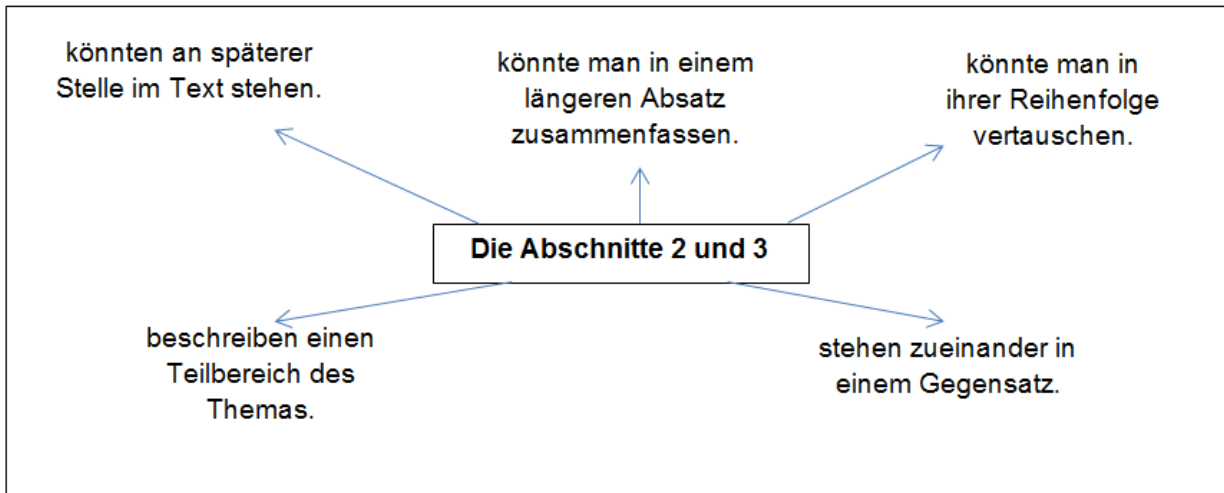 könnten an späterer
Stelle im Text stehen.
könnte man in einem
längeren Absatz
zusammenfassen.
könnte man in
ihrer Reihenfolge
vertauschen.
Die Abschnitte 2 und 3
beschreiben einen
Teilbereich des
Themas.
stehen zueinander in
einem Gegensatz.